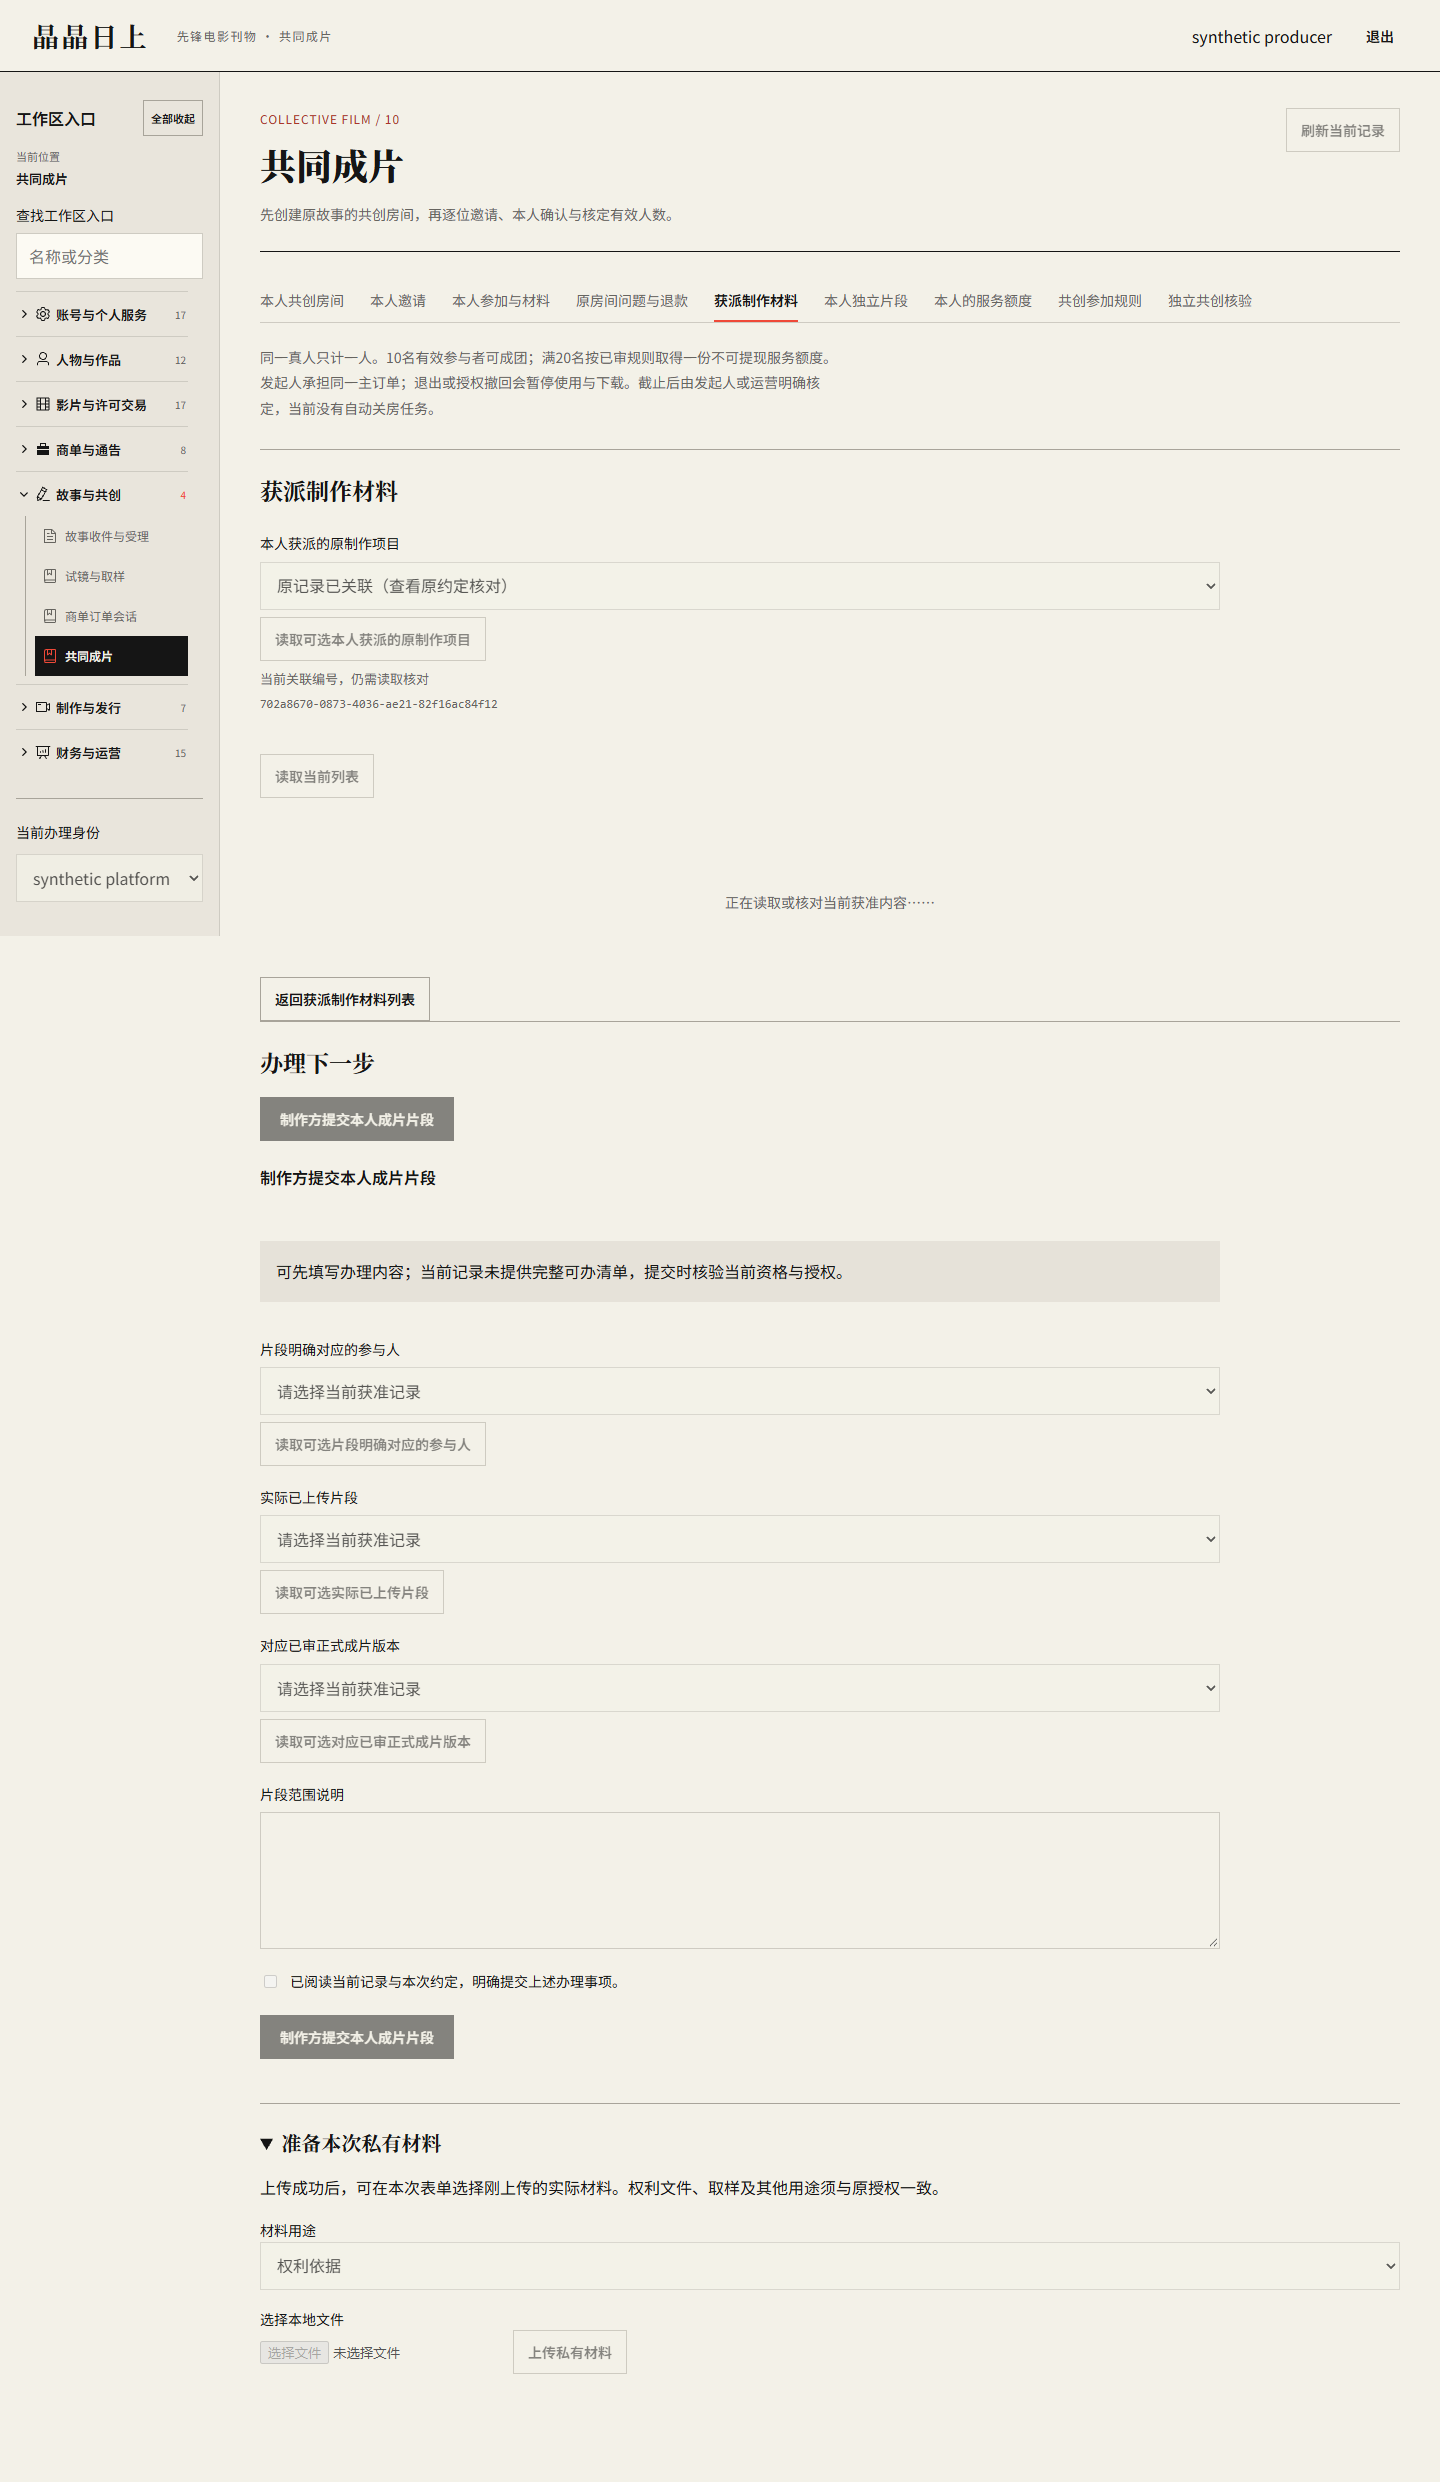 晶晶日上
先锋电影刊物 · 共同成片
synthetic producer
退出
工作区入口
全部收起
当前位置
共同成片
查找工作区入口
名称或分类
账号与个人服务 17
人物与作品 12
影片与许可交易 17
商单与通告 8
故事与共创 4
故事收件与受理
试镜与取样
商单订单会话
共同成片
制作与发行 7
财务与运营 15
当前办理身份
synthetic platform
COLLECTIVE FILM / 10
共同成片
先创建原故事的共创房间，再逐位邀请、本人确认与核定有效人数。
刷新当前记录
本人共创房间 本人邀请 本人参加与材料 原房间问题与退款 获派制作材料 本人独立片段 本人的服务额度 共创参加规则 独立共创核验
同一真人只计一人。10名有效参与者可成团；满20名按已审规则取得一份不可提现服务额度。
发起人承担同一主订单；退出或授权撤回会暂停使用与下载。截止后由发起人或运营明确核
定，当前没有自动关房任务。
获派制作材料
本人获派的原制作项目
原记录已关联（查看原约定核对）
读取可选本人获派的原制作项目
当前关联编号，仍需读取核对
702a8670-0873-4036-ae21-82f16ac84f12
读取当前列表
正在读取或核对当前获准内容……
返回获派制作材料列表
办理下一步
制作方提交本人成片片段
制作方提交本人成片片段
可先填写办理内容；当前记录未提供完整可办清单，提交时核验当前资格与授权。
片段明确对应的参与人
请选择当前获准记录
读取可选片段明确对应的参与人
实际已上传片段
请选择当前获准记录
读取可选实际已上传片段
对应已审正式成片版本
请选择当前获准记录
读取可选对应已审正式成片版本
片段范围说明
已阅读当前记录与本次约定，明确提交上述办理事项。
制作方提交本人成片片段
▼ 准备本次私有材料
上传成功后，可在本次表单选择刚上传的实际材料。权利文件、取样及其他用途须与原授权一致。
材料用途
权利依据
选择本地文件
选择文件 未选择文件
上传私有材料